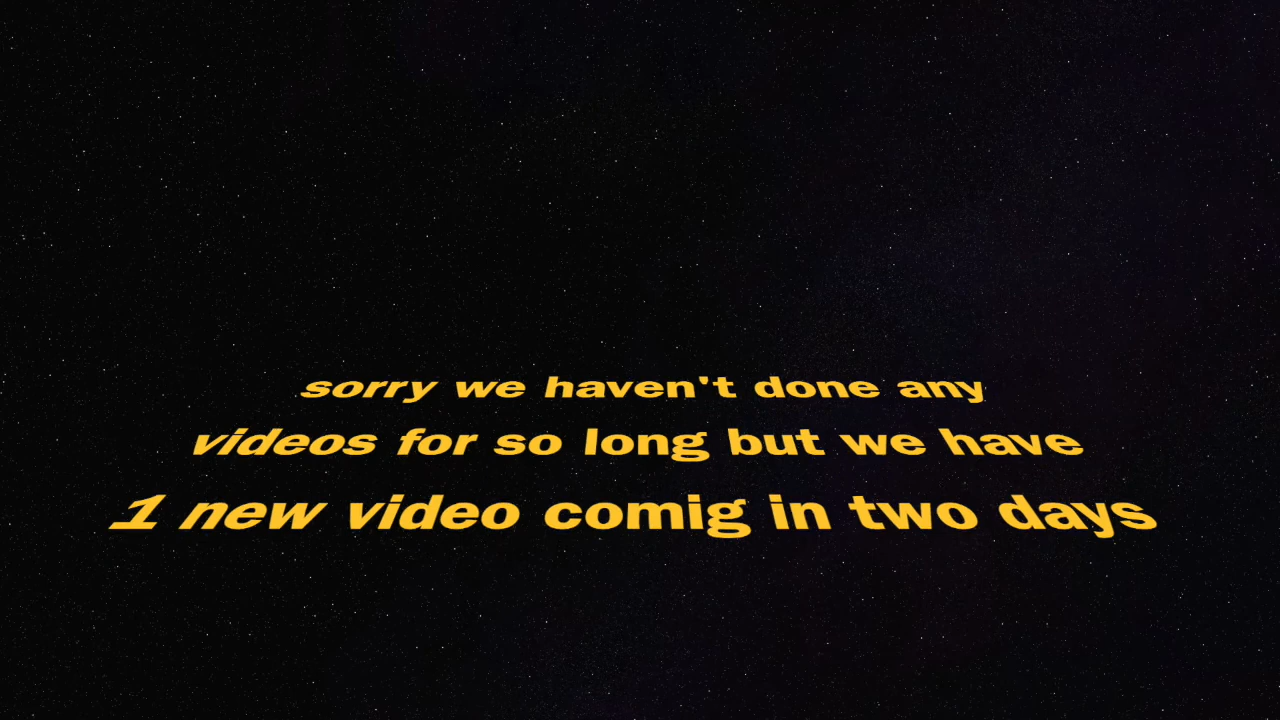 sorry we haven't done any
videos for so long but we have
1 new video comig in two days